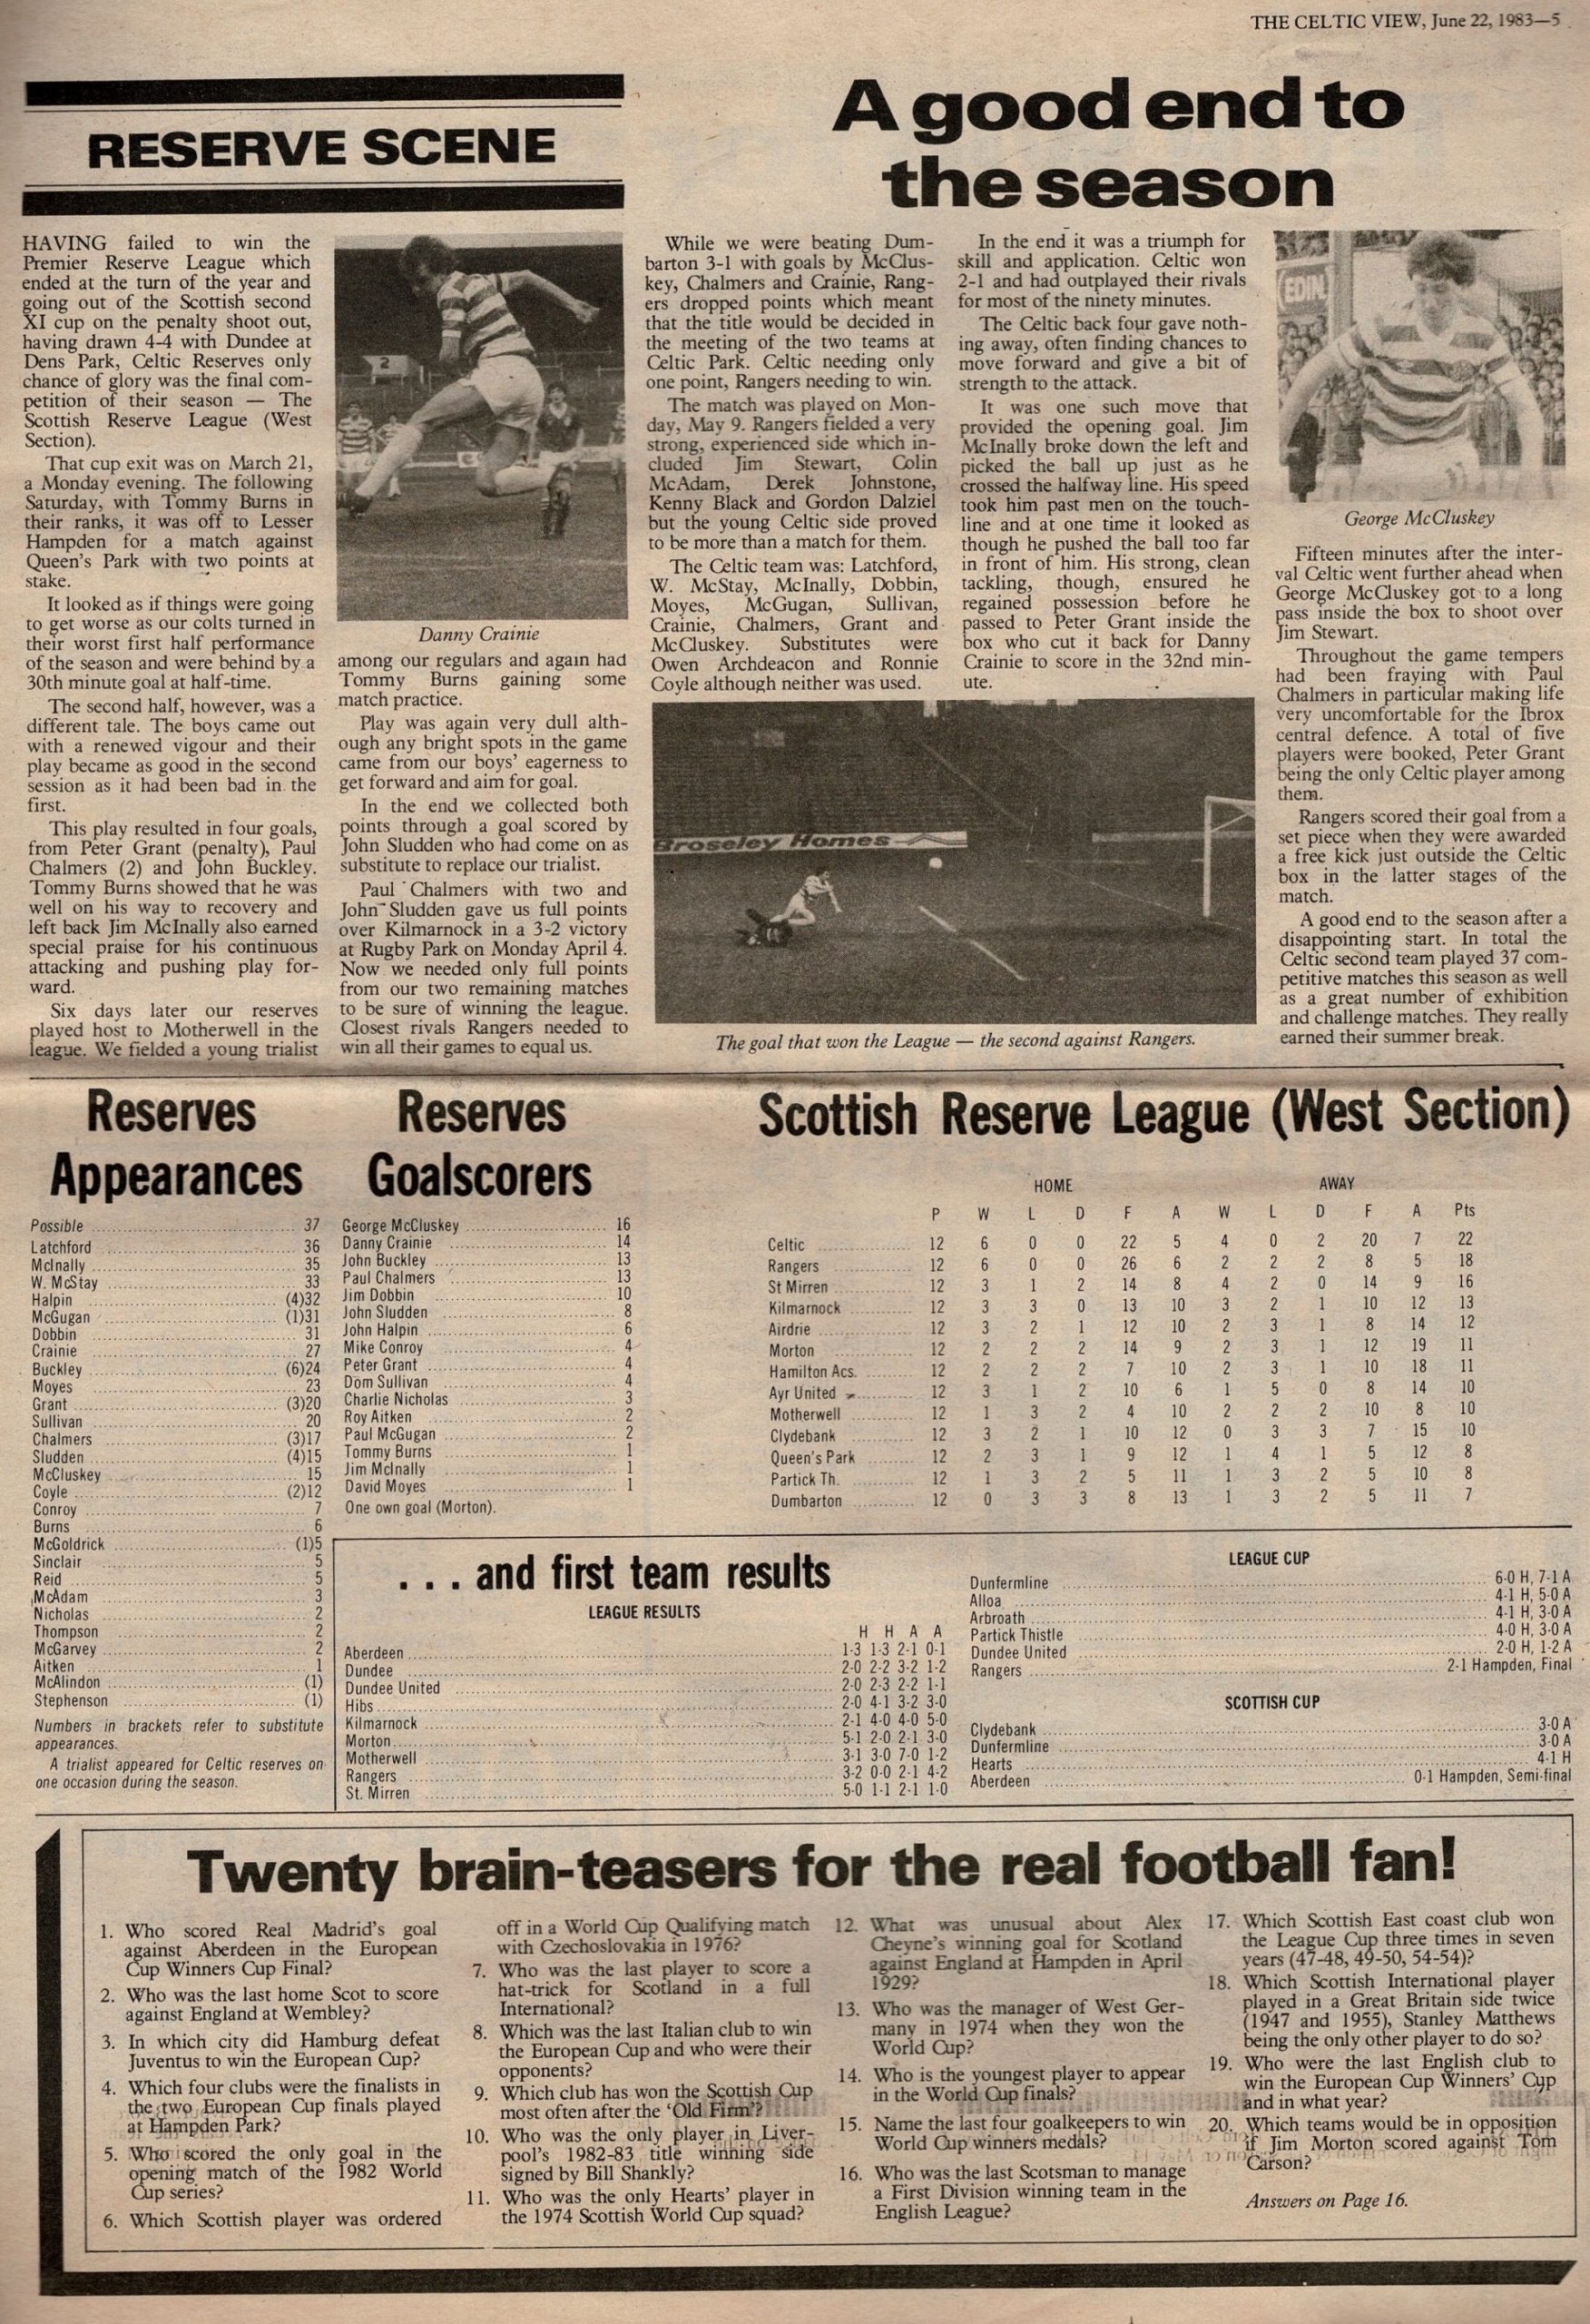 THE CELTIC VIEW, June 22, 1983—5
RESERVE SCENE
A good end to
the season
HAVING failed to win the
Premier Reserve League which
ended at the turn of the year and
going out of the Scottish second
XI cup on the penalty shoot out,
having drawn 4-4 with Dundee at
Dens Park, Celtic Reserves only
chance of glory was the final com-
petition of their season — The
Scottish Reserve League (West
Section).
That cup exit was on March 21,
a Monday evening. The following
Saturday, with Tommy Burns in
their ranks, it was off to Lesser
Hampden for a match against
Queen's Park with two points at
stake.
It looked as if things were going
to get worse as our colts turned in
their worst first half performance
of the season and were behind by a
30th minute goal at half-time.
The second half, however, was a
different tale. The boys came out
with a renewed vigour and their
play became as good in the second
session as it had been bad in the
first.
This play resulted in four goals,
from Peter Grant (penalty), Paul
Chalmers (2) and John Buckley.
Tommy Burns showed that he was
well on his way to recovery and
left back Jim McInally also earned
special praise for his continuous
attacking and pushing play for-
ward.
Six days later our reserves
played host to Motherwell in the
league. We fielded a young trialist
2
Danny Crainie
among our regulars and again had
Tommy Burns gaining some
match practice.
Play was again very dull alth-
ough any bright spots in the game
came from our boys' eagerness to
get forward and aim for goal.
In the end we collected both
points through a goal scored by
John Sludden who had come on as
substitute to replace our trialist.
Paul Chalmers with two and
John Sludden gave us full points
over Kilmarnock in a 3-2 victory
at Rugby Park on Monday April 4.
Now we needed only full points
from our two remaining matches
to be sure of winning the league.
Closest rivals Rangers needed to
win all their games to equal us.
While we were beating Dum-
barton 3-1 with goals by McClus-
key, Chalmers and Crainie, Rang-
ers dropped points which meant
that the title would be decided in
the meeting of the two teams at
Celtic Park. Celtic needing only
one point, Rangers needing to win.
The match was played on Mon-
day, May 9. Rangers fielded a very
strong, experienced side which in-
cluded Jim Stewart, Colin
McAdam, Derek Johnstone,
Kenny Black and Gordon Dalziel
but the young Celtic side proved
to be more than a match for them.
The Celtic team was: Latchford,
W. McStay, McInally, Dobbin,
Moyes, McGugan, Sullivan,
Crainie, Chalmers, Grant and
McCluskey. Substitutes were
Owen Archdeacon and Ronnie
Coyle although neither was used.
In the end it was a triumph for
skill and application. Celtic won
2-1 and had outplayed their rivals
for most of the ninety minutes.
The Celtic back four gave noth-
ing away, often finding chances to
move forward and give a bit of
strength to the attack.
It was one such move that
provided the opening goal. Jim
McInally broke down the left and
picked the ball up just as he
crossed the halfway line. His speed
took him past men on the touch-
line and at one time it looked as
though he pushed the ball too far
in front of him. His strong, clean
tackling, though, ensured he
regained possession before he
passed to Peter Grant inside the
box who cut it back for Danny
Crainie to score in the 32nd min-
ute.
Broseley Homes
The goal that won the League — the second against Rangers.
EDIN
George McCluskey
Fifteen minutes after the inter-
val Celtic went further ahead when
George McCluskey got to a long
pass inside the box to shoot over
Jim Stewart.
Throughout the game tempers
had been fraying with Paul
Chalmers in particular making life
very uncomfortable for the Ibrox
central defence. A total of five
players were booked, Peter Grant
being the only Celtic player among
them.
Rangers scored their goal from a
set piece when they were awarded
a free kick just outside the Celtic
box in the latter stages of the
match.
A good end to the season after a
disappointing start. In total the
Celtic second team played 37 com-
petitive matches this season as well
as a great number of exhibition
and challenge matches. They really
earned their summer break.
Reserves
Appearances
Possible 37
Latchford 36
McInally 35
W. McStay 33
Halpin (4)32
McGugan (1)31
Dobbin 31
Crainie 27
Buckley (6)24
Moyes 23
Grant (3)20
Sullivan 20
Chalmers (3)17
Sludden (4)15
McCluskey 15
Coyle (2)12
Conroy 7
Burns 6
McGoldrick (1)5
Sinclair 5
Reid 5
McAdam 3
Nicholas 2
Thompson 2
McGarvey 2
Aitken 1
McAlindon (1)
Stephenson (1)
Numbers in brackets refer to substitute
appearances.
A trialist appeared for Celtic reserves on
one occasion during the season.
Reserves
Goalscorers
George McCluskey 16
Danny Crainie 14
John Buckley 13
Paul Chalmers 13
Jim Dobbin 10
John Sludden 8
John Halpin 6
Mike Conroy 4
Peter Grant 4
Dom Sullivan 4
Charlie Nicholas 3
Roy Aitken 2
Paul McGugan 2
Tommy Burns 1
Jim McInally 1
David Moyes 1
One own goal (Morton).
Scottish Reserve League (West Section)
HOME AWAY
P W L D F A W L D F A Pts
Celtic 12 6 0 0 22 5 4 0 2 20 7 22
Rangers 12 6 0 0 26 6 2 2 2 8 5 18
St Mirren 12 3 1 2 14 8 4 2 0 14 9 16
Kilmarnock 12 3 3 0 13 10 3 2 1 10 12 13
Airdrie 12 3 2 1 12 10 2 3 1 8 14 12
Morton 12 2 2 2 14 9 2 3 1 12 19 11
Hamilton Acs. 12 2 2 2 7 10 2 3 1 10 18 11
Ayr United 12 3 1 2 10 6 1 5 0 8 14 10
Motherwell 12 1 3 2 4 10 2 2 2 10 8 10
Clydebank 12 3 2 1 10 12 0 3 3 7 15 10
Queen's Park 12 2 3 1 9 12 1 4 1 5 12 8
Partick Th. 12 1 3 2 5 11 1 3 2 5 10 8
Dumbarton 12 0 3 3 8 13 1 3 2 5 11 7
. . . and first team results
LEAGUE RESULTS
H H A A
Aberdeen 1-3 1-3 2-1 0-1
Dundee 2-0 2-2 3-2 1-2
Dundee United 2-0 2-3 2-2 1-1
Hibs 2-0 4-1 3-2 3-0
Kilmarnock 2-1 4-0 4-0 5-0
Morton 5-1 2-0 2-1 3-0
Motherwell 3-1 3-0 7-0 1-2
Rangers 3-2 0-0 2-1 4-2
St. Mirren 5-0 1-1 2-1 1-0
LEAGUE CUP
Dunfermline 6-0 H, 7-1 A
Alloa 4-1 H, 5-0 A
Arbroath 4-1 H, 3-0 A
Partick Thistle 4-0 H, 3-0 A
Dundee United 2-0 H, 1-2 A
Rangers 2-1 Hampden, Final
SCOTTISH CUP
Clydebank 3-0 A
Dunfermline 3-0 A
Hearts 4-1 H
Aberdeen 0-1 Hampden, Semi-final
Twenty brain-teasers for the real football fan!
1. Who scored Real Madrid's goal
against Aberdeen in the European
Cup Winners Cup Final?
2. Who was the last home Scot to score
against England at Wembley?
3. In which city did Hamburg defeat
Juventus to win the European Cup?
4. Which four clubs were the finalists in
the two European Cup finals played
at Hampden Park?
5. Who scored the only goal in the
opening match of the 1982 World
Cup series?
6. Which Scottish player was ordered
off in a World Cup Qualifying match
with Czechoslovakia in 1976?
7. Who was the last player to score a
hat-trick for Scotland in a full
International?
8. Which was the last Italian club to win
the European Cup and who were their
opponents?
9. Which club has won the Scottish Cup
most often after the 'Old Firm'?
10. Who was the only player in Liver-
pool's 1982-83 title winning side
signed by Bill Shankly?
11. Who was the only Hearts' player in
the 1974 Scottish World Cup squad?
12. What was unusual about Alex
Cheyne's winning goal for Scotland
against England at Hampden in April
1929?
13. Who was the manager of West Ger-
many in 1974 when they won the
World Cup?
14. Who is the youngest player to appear
in the World Cup finals?
15. Name the last four goalkeepers to win
World Cup winners medals?
16. Who was the last Scotsman to manage
a First Division winning team in the
English League?
17. Which Scottish East coast club won
the League Cup three times in seven
years (47-48, 49-50, 54-54)?
18. Which Scottish International player
played in a Great Britain side twice
(1947 and 1955), Stanley Matthews
being the only other player to do so?
19. Who were the last English club to
win the European Cup Winners' Cup
and in what year?
20. Which teams would be in opposition
if Jim Morton scored against Tom
Carson?
Answers on Page 16.